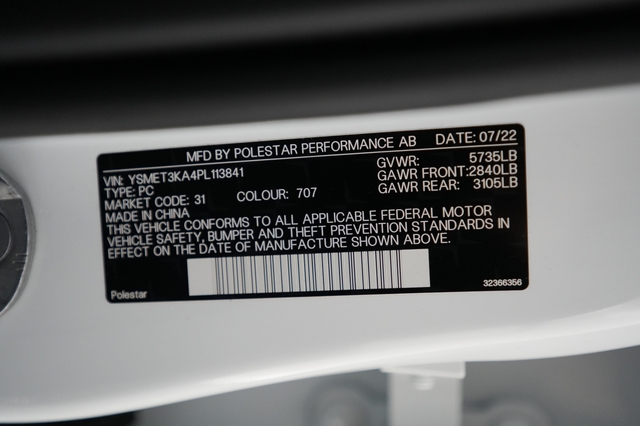 MFD BY POLESTAR PERFORMANCE AB DATE: 07/22
VIN: YSMET3KA4PL113841 GVWR: 5735LB
TYPE: PC GAWR FRONT: 2840LB
MARKET CODE: 31 COLOUR: 707 GAWR REAR: 3105LB
MADE IN CHINA
THIS VEHICLE CONFORMS TO ALL APPLICABLE FEDERAL MOTOR
VEHICLE SAFETY, BUMPER AND THEFT PREVENTION STANDARDS IN
EFFECT ON THE DATE OF MANUFACTURE SHOWN ABOVE.
Polestar 32366356